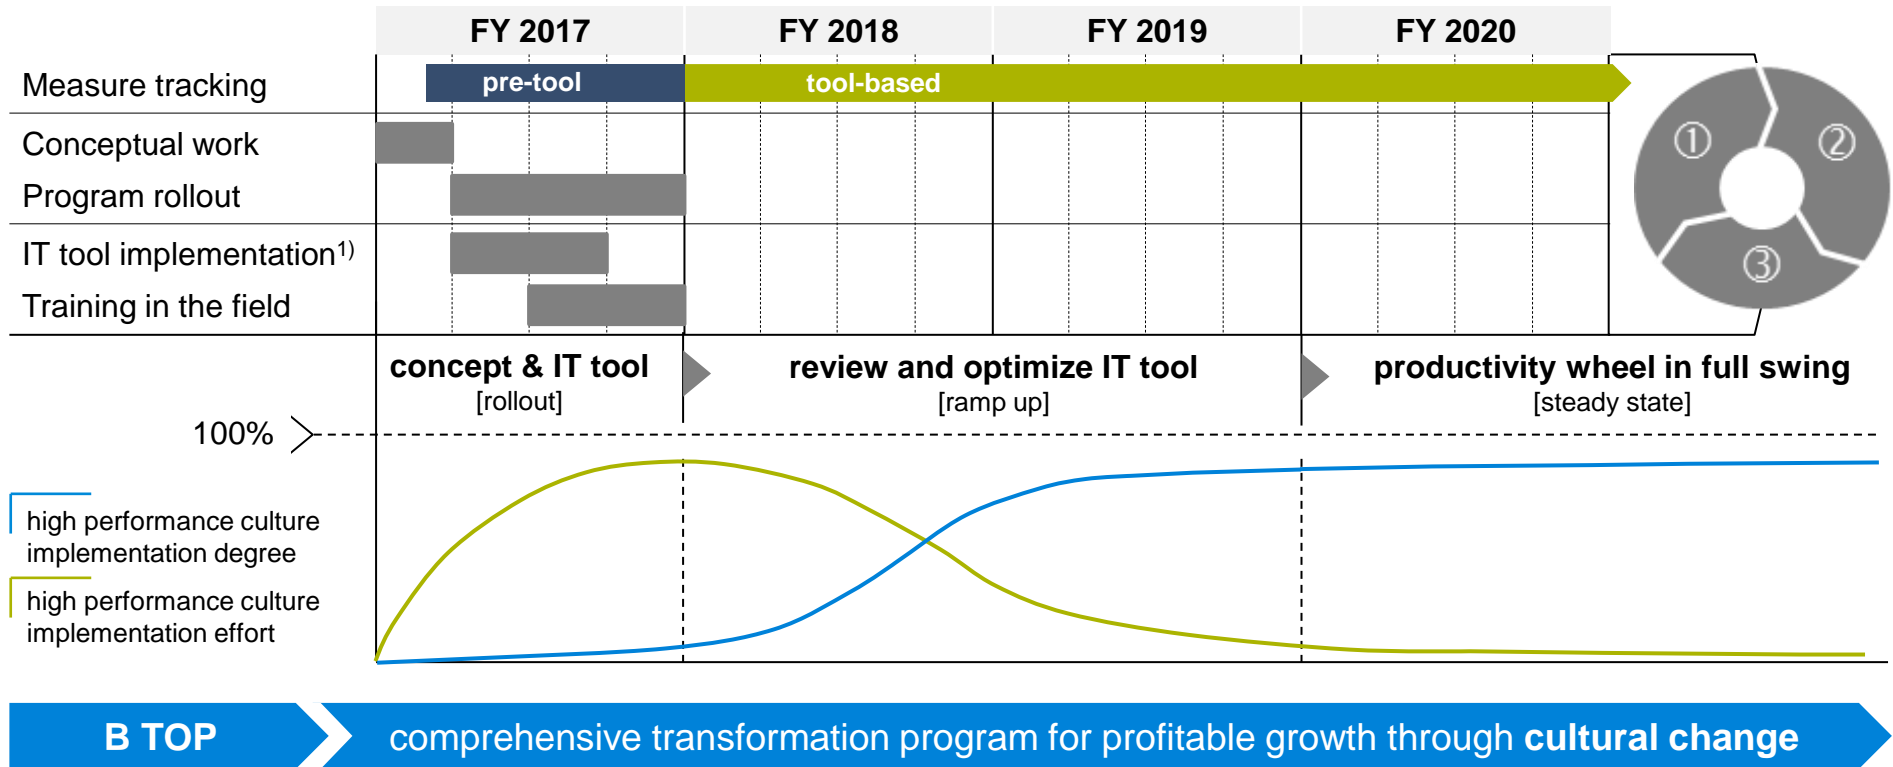 FY 2017 FY 2018 FY 2019 FY 2020
Measure tracking pre-tool tool-based
Conceptual work
Program rollout
IT tool implementation1)
Training in the field
① ②
③
concept & IT tool review and optimize IT tool productivity wheel in full swing
[rollout] [ramp up] [steady state]
100%
high performance culture
implementation degree
high performance culture
implementation effort
B TOP comprehensive transformation program for profitable growth through cultural change